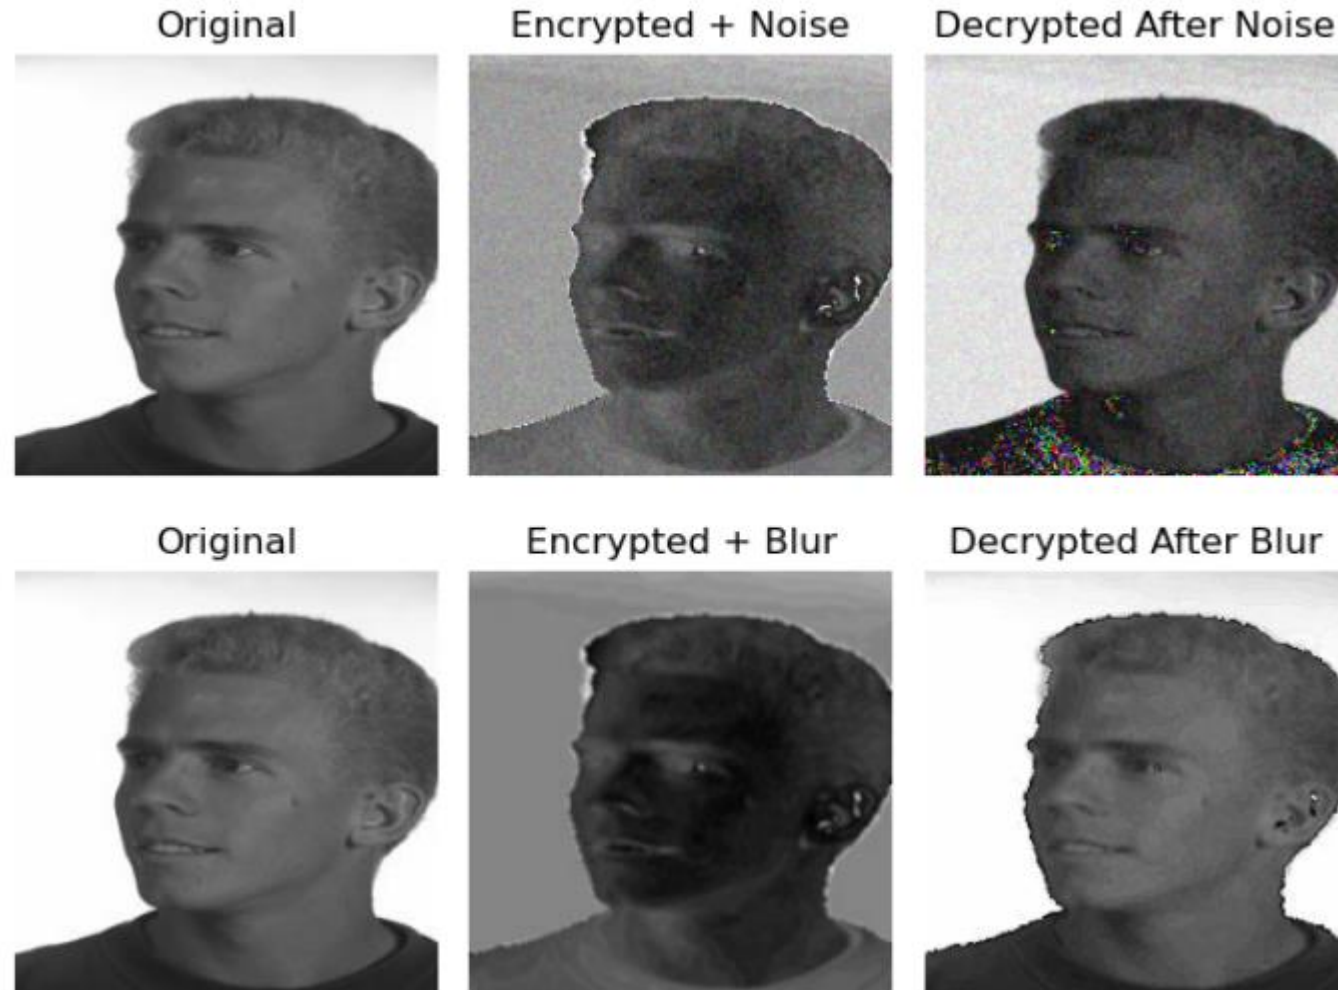 Original
Encrypted + Noise
Decrypted After Noise
Original
Encrypted + Blur
Decrypted After Blur